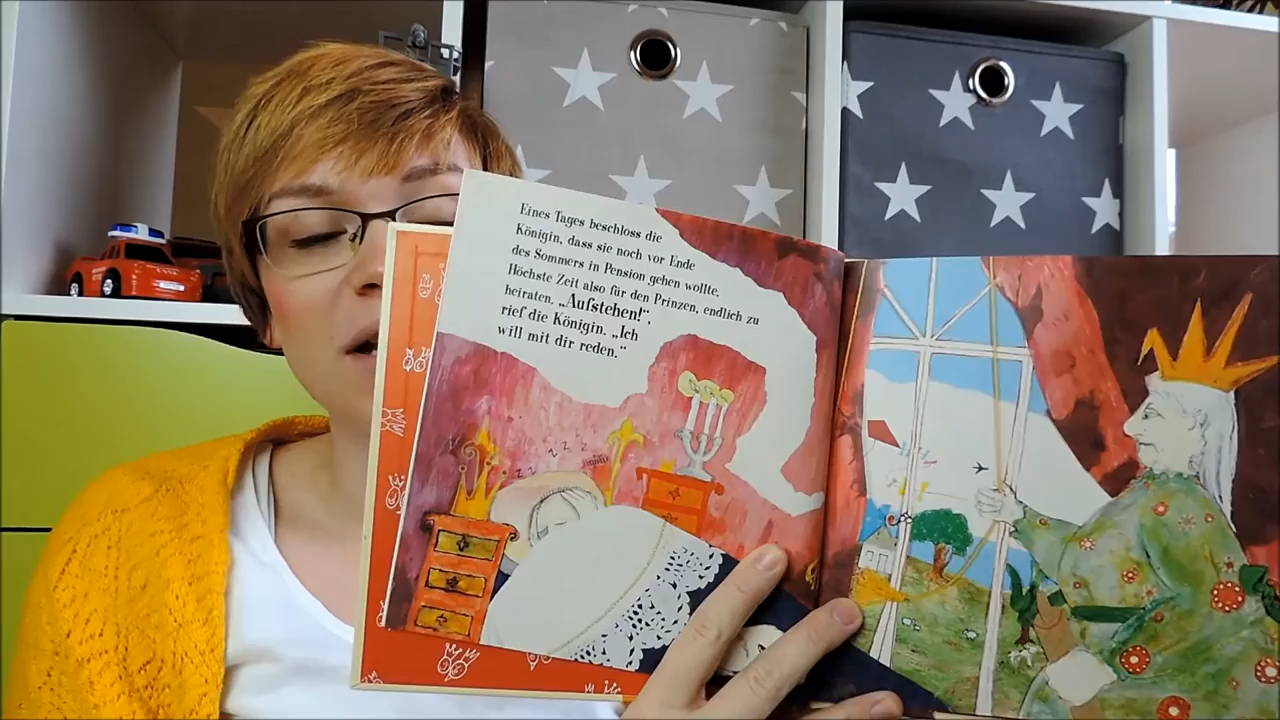 Eines Tages beschloss die
Königin, dass sie noch vor Ende
des Sommers in Pension gehen wollte.
Höchste Zeit also für den Prinzen, endlich zu
heiraten. „Aufstehen!“,
rief die Königin. „Ich
will mit dir reden.“
z z z z z z